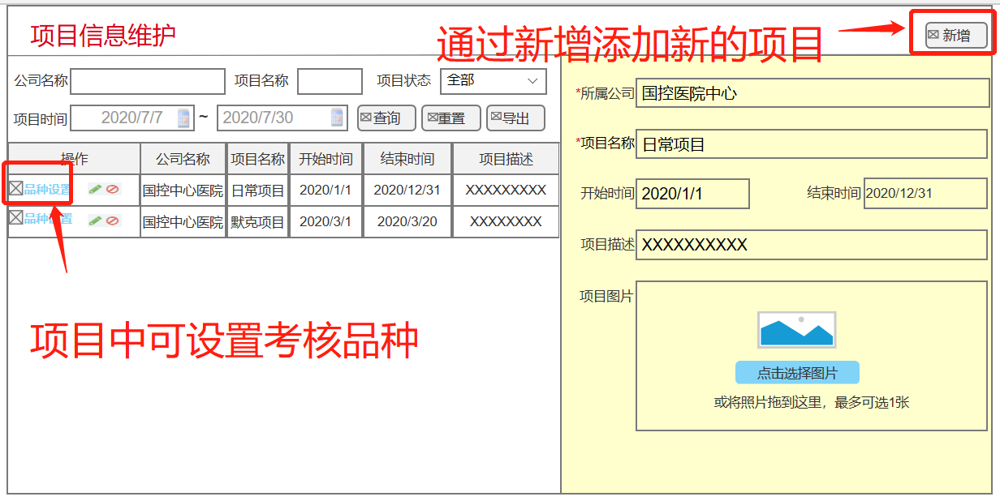 项目信息维护
通过新增添加新的项目
新增
公司名称 项目名称 项目状态 全部
项目时间 2020/7/7 ~ 2020/7/30 查询 重置 导出
操作 公司名称 项目名称 开始时间 结束时间 项目描述
品种设置 国控中心医院 日常项目 2020/1/1 2020/12/31 XXXXXXXXX
品种设置 国控中心医院 默克项目 2020/3/1 2020/3/20 XXXXXXXX
项目中可设置考核品种
*所属公司 国控医院中心
*项目名称 日常项目
开始时间 2020/1/1 结束时间 2020/12/31
项目描述 XXXXXXXXXX
项目图片
点击选择图片
或将照片拖到这里，最多可选1张